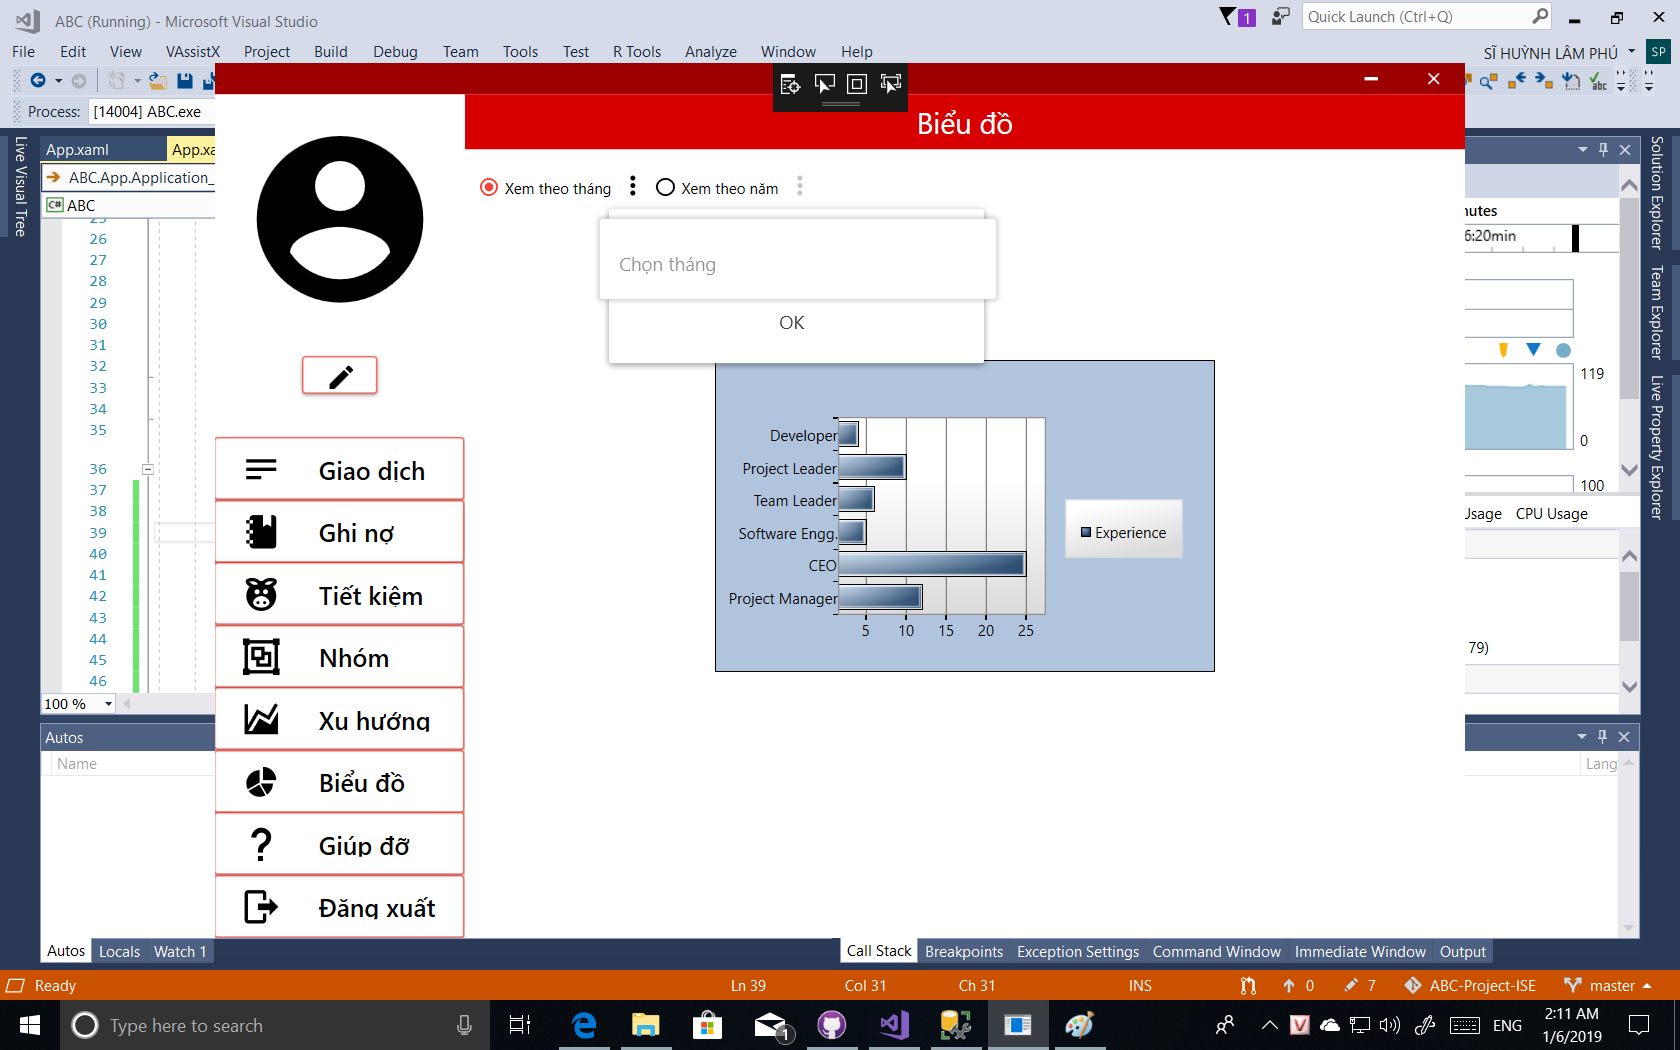 ABC (Running) - Microsoft Visual Studio
1
Quick Launch (Ctrl+Q)
File Edit View VAssistX Project Build Debug Team Tools Test R Tools Analyze Window Help
SĨ HUỲNH LÂM PHÚ SP
Process: [14004] ABC.exe
Biểu đồ
Live Visual Tree
App.xaml
ABC.App.Application_
C# ABC
26
27
28
29
30
31
32
33
34
35
36
37
38
39
40
41
42
43
44
45
46
100 %
Xem theo tháng
Xem theo năm
Chọn tháng
OK
Giao dịch
Ghi nợ
Tiết kiệm
Nhóm
Xu hướng
Biểu đồ
Giúp đỡ
Đăng xuất
Developer
Project Leader
Team Leader
Software Engg.
CEO
Project Manager
5 10 15 20 25
Experience
6:20min
119
0
100
CPU Usage
79)
Solution Explorer
Team Explorer
Live Property Explorer
Autos
Name
Lang
Autos Locals Watch 1
Call Stack Breakpoints Exception Settings Command Window Immediate Window Output
Ready
Ln 39 Col 31 Ch 31 INS
0 7 ABC-Project-ISE master
Type here to search
1
ENG
2:11 AM
1/6/2019